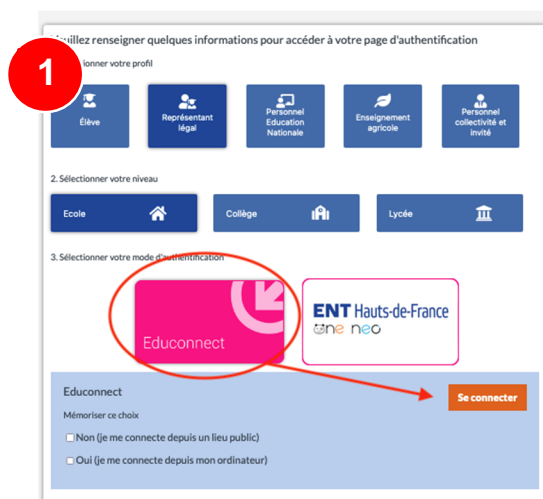 uillez renseigner quelques informations pour accéder à votre page d'authentification
1
ionner votre profil
Élève
Représentant
légal
Personnel
Education
Nationale
Enseignement
agricole
Personnel
collectivité et
invité
2. Sélectionner votre niveau
Ecole
Collège
Lycée
3. Sélectionner votre mode d'authentification
Educonnect
ENT Hauts-de-France
one neo
Educonnect
Se connecter
Mémoriser ce choix
Non (je me connecte depuis un lieu public)
Oui (je me connecte depuis mon ordinateur)